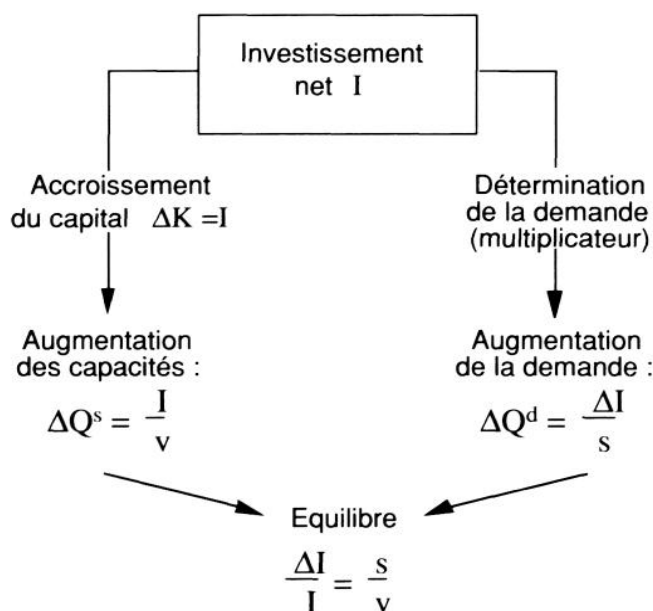 Investissement
net I
Accroissement
du capital ΔK =I
Détermination
de la demande
(multiplicateur)
Augmentation
des capacités :
ΔQˢ = I/v
Augmentation
de la demande :
ΔQᵈ = ΔI/s
Equilibre
ΔI/I = s/v